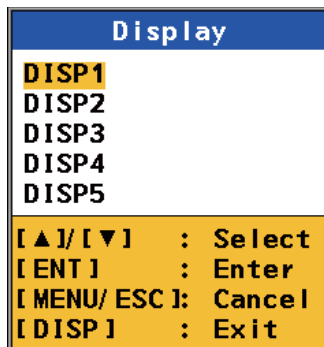 Display
DISP1
DISP2
DISP3
DISP4
DISP5
[▲]/[▼] : Select
[ENT] : Enter
[MENU/ESC]: Cancel
[DISP] : Exit